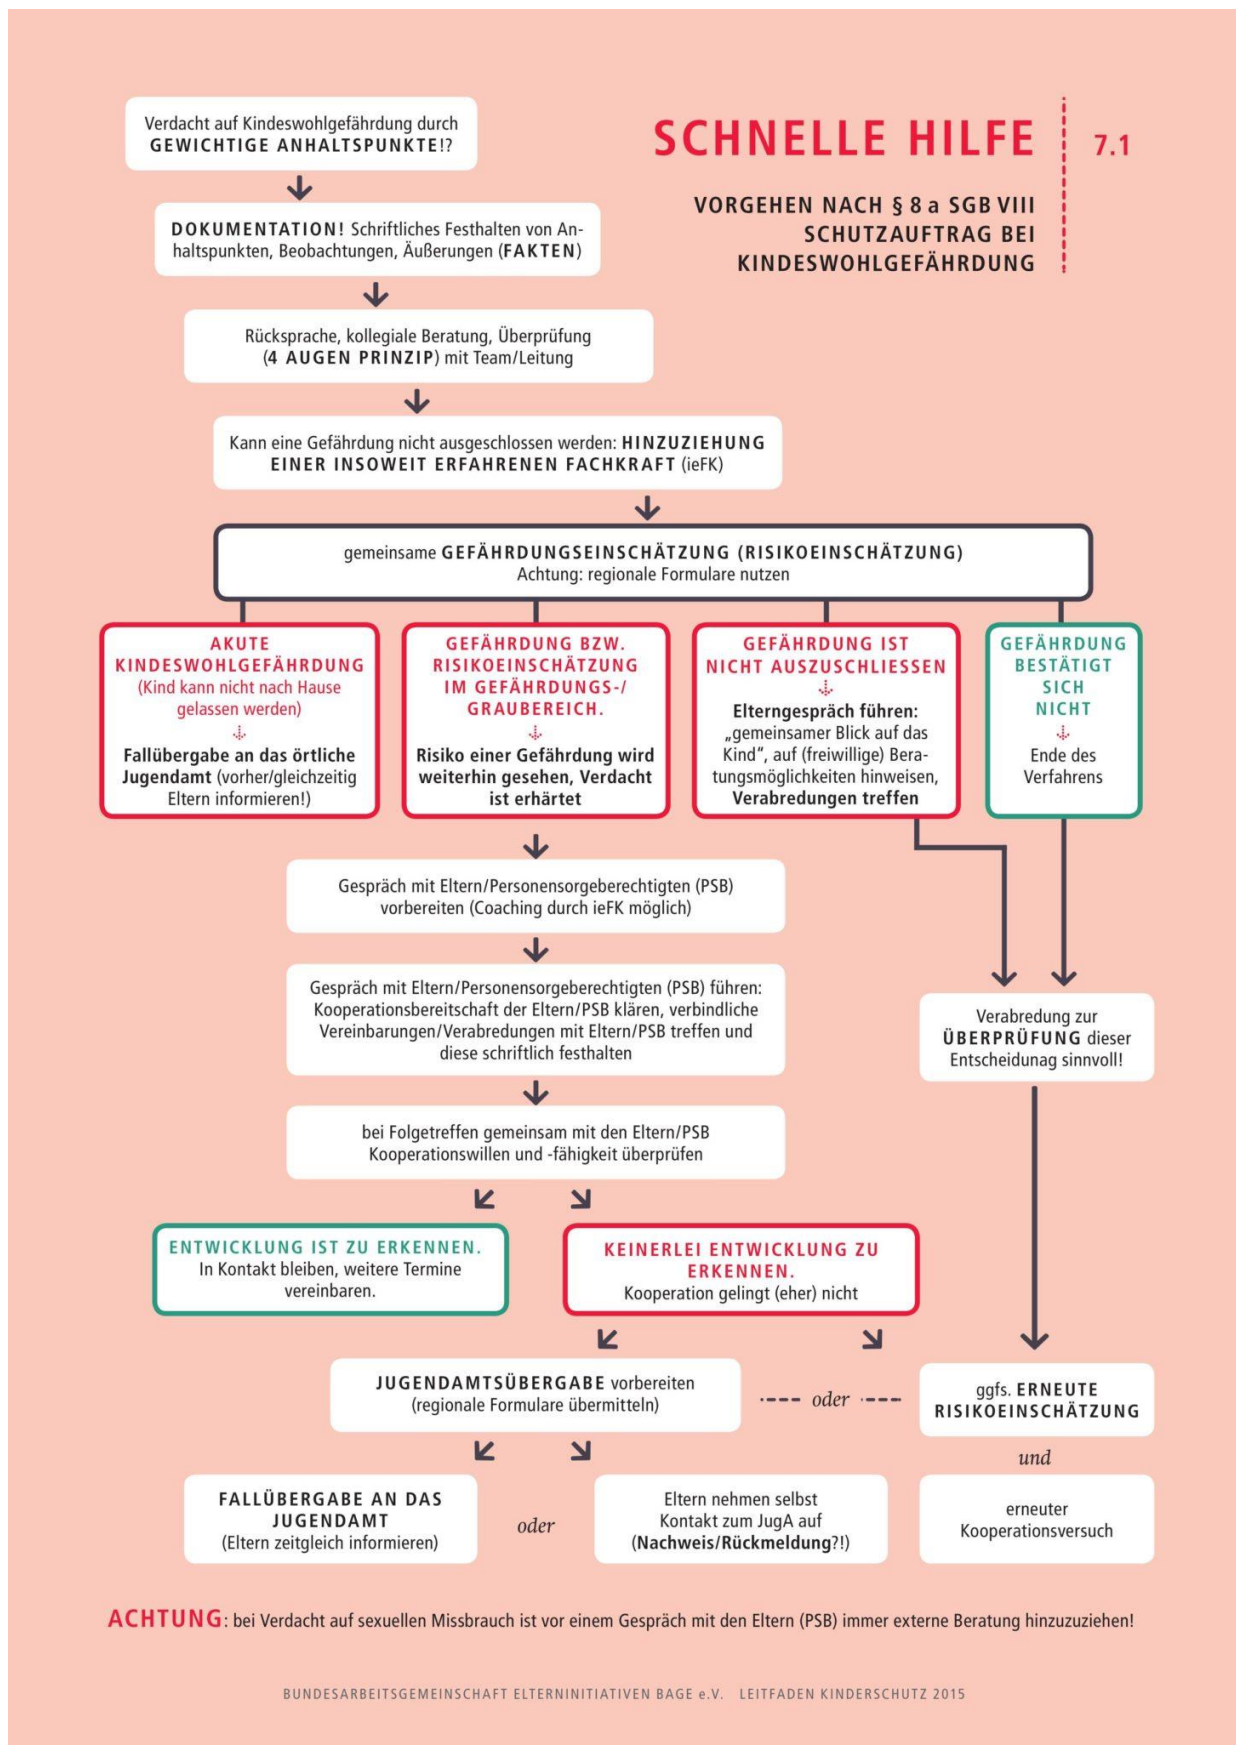 Verdacht auf Kindeswohlgefährdung durch
GEWICHTIGE ANHALTSPUNKTE!?
SCHNELLE HILFE
7.1
VORGEHEN NACH § 8 a SGB VIII
SCHUTZAUFTRAG BEI
KINDESWOHLGEFÄHRDUNG
DOKUMENTATION! Schriftliches Festhalten von An-
haltspunkten, Beobachtungen, Äußerungen (FAKTEN)
Rücksprache, kollegiale Beratung, Überprüfung
(4 AUGEN PRINZIP) mit Team/Leitung
Kann eine Gefährdung nicht ausgeschlossen werden: HINZUZIEHUNG
EINER INSOWEIT ERFAHRENEN FACHKRAFT (ieFK)
gemeinsame GEFÄHRDUNGSEINSCHÄTZUNG (RISIKOEINSCHÄTZUNG)
Achtung: regionale Formulare nutzen
AKUTE
KINDESWOHLGEFÄHRDUNG
(Kind kann nicht nach Hause
gelassen werden)
Fallübergabe an das örtliche
Jugendamt (vorher/gleichzeitig
Eltern informieren!)
GEFÄHRDUNG BZW.
RISIKOEINSCHÄTZUNG
IM GEFÄHRDUNGS-/
GRAUBEREICH.
Risiko einer Gefährdung wird
weiterhin gesehen, Verdacht
ist erhärtet
GEFÄHRDUNG IST
NICHT AUSZUSCHLIESSEN
Elterngespräch führen:
„gemeinsamer Blick auf das
Kind“, auf (freiwillige) Bera-
tungsmöglichkeiten hinweisen,
Verabredungen treffen
GEFÄHRDUNG
BESTÄTIGT
SICH
NICHT
Ende des
Verfahrens
Gespräch mit Eltern/Personensorgeberechtigten (PSB)
vorbereiten (Coaching durch ieFK möglich)
Gespräch mit Eltern/Personensorgeberechtigten (PSB) führen:
Kooperationsbereitschaft der Eltern/PSB klären, verbindliche
Vereinbarungen/Verabredungen mit Eltern/PSB treffen und
diese schriftlich festhalten
Verabredung zur
ÜBERPRÜFUNG dieser
Entscheidunag sinnvoll!
bei Folgetreffen gemeinsam mit den Eltern/PSB
Kooperationswillen und -fähigkeit überprüfen
ENTWICKLUNG IST ZU ERKENNEN.
In Kontakt bleiben, weitere Termine
vereinbaren.
KEINERLEI ENTWICKLUNG ZU
ERKENNEN.
Kooperation gelingt (eher) nicht
JUGENDAMTSÜBERGABE vorbereiten
(regionale Formulare übermitteln)
oder
ggfs. ERNEUTE
RISIKOEINSCHÄTZUNG
und
FALLÜBERGABE AN DAS
JUGENDAMT
(Eltern zeitgleich informieren)
oder
Eltern nehmen selbst
Kontakt zum JugA auf
(Nachweis/Rückmeldung?!)
erneuter
Kooperationsversuch
ACHTUNG: bei Verdacht auf sexuellen Missbrauch ist vor einem Gespräch mit den Eltern (PSB) immer externe Beratung hinzuzuziehen!
BUNDESARBEITSGEMEINSCHAFT ELTERNINITIATIVEN BAGE e.V. LEITFADEN KINDERSCHUTZ 2015